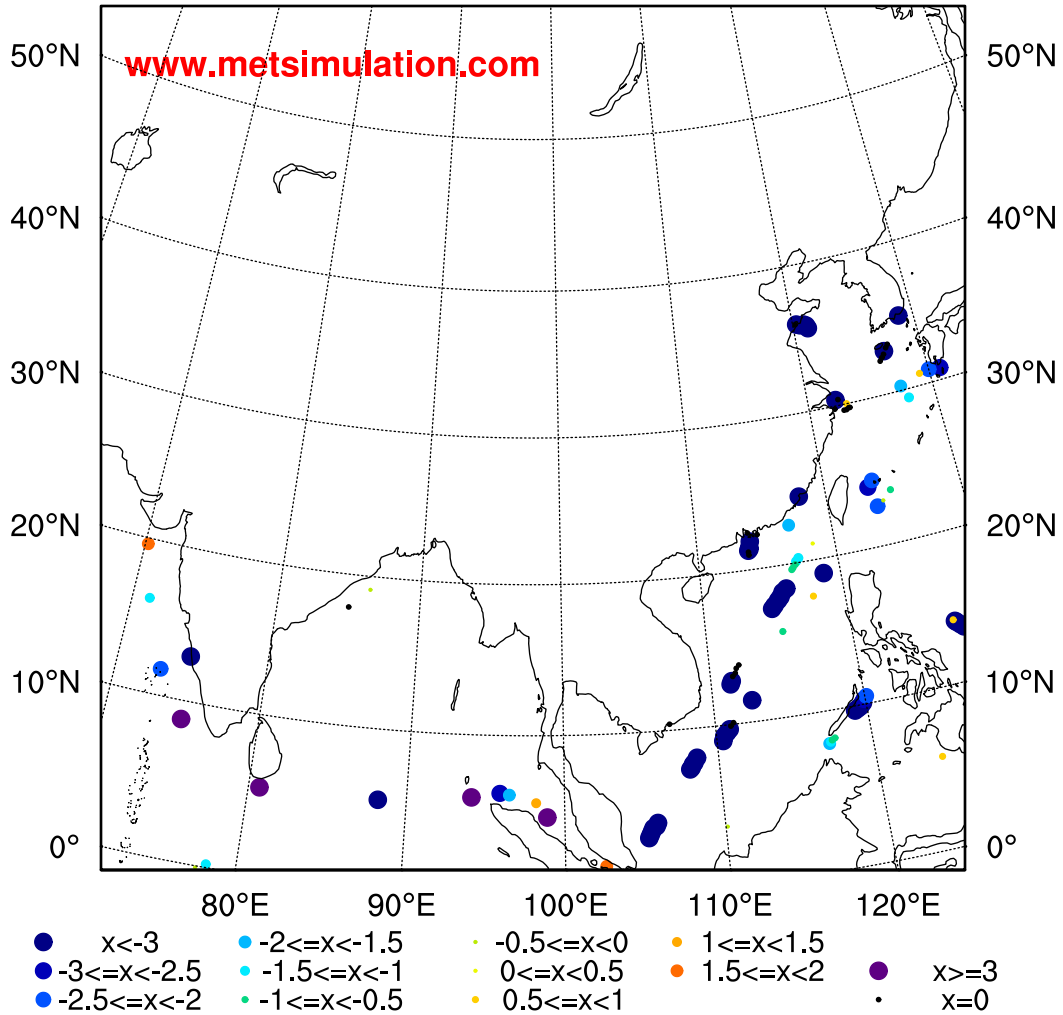 www.metsimulation.com
50°N 50°N
40°N 40°N
30°N 30°N
20°N 20°N
10°N 10°N
0° 0°
80°E 90°E 100°E 110°E 120°E
x<-3 -2<=x<-1.5 -0.5<=x<0 1<=x<1.5
-3<=x<-2.5 -1.5<=x<-1 0<=x<0.5 1.5<=x<2 x>=3
-2.5<=x<-2 -1<=x<-0.5 0.5<=x<1 x=0